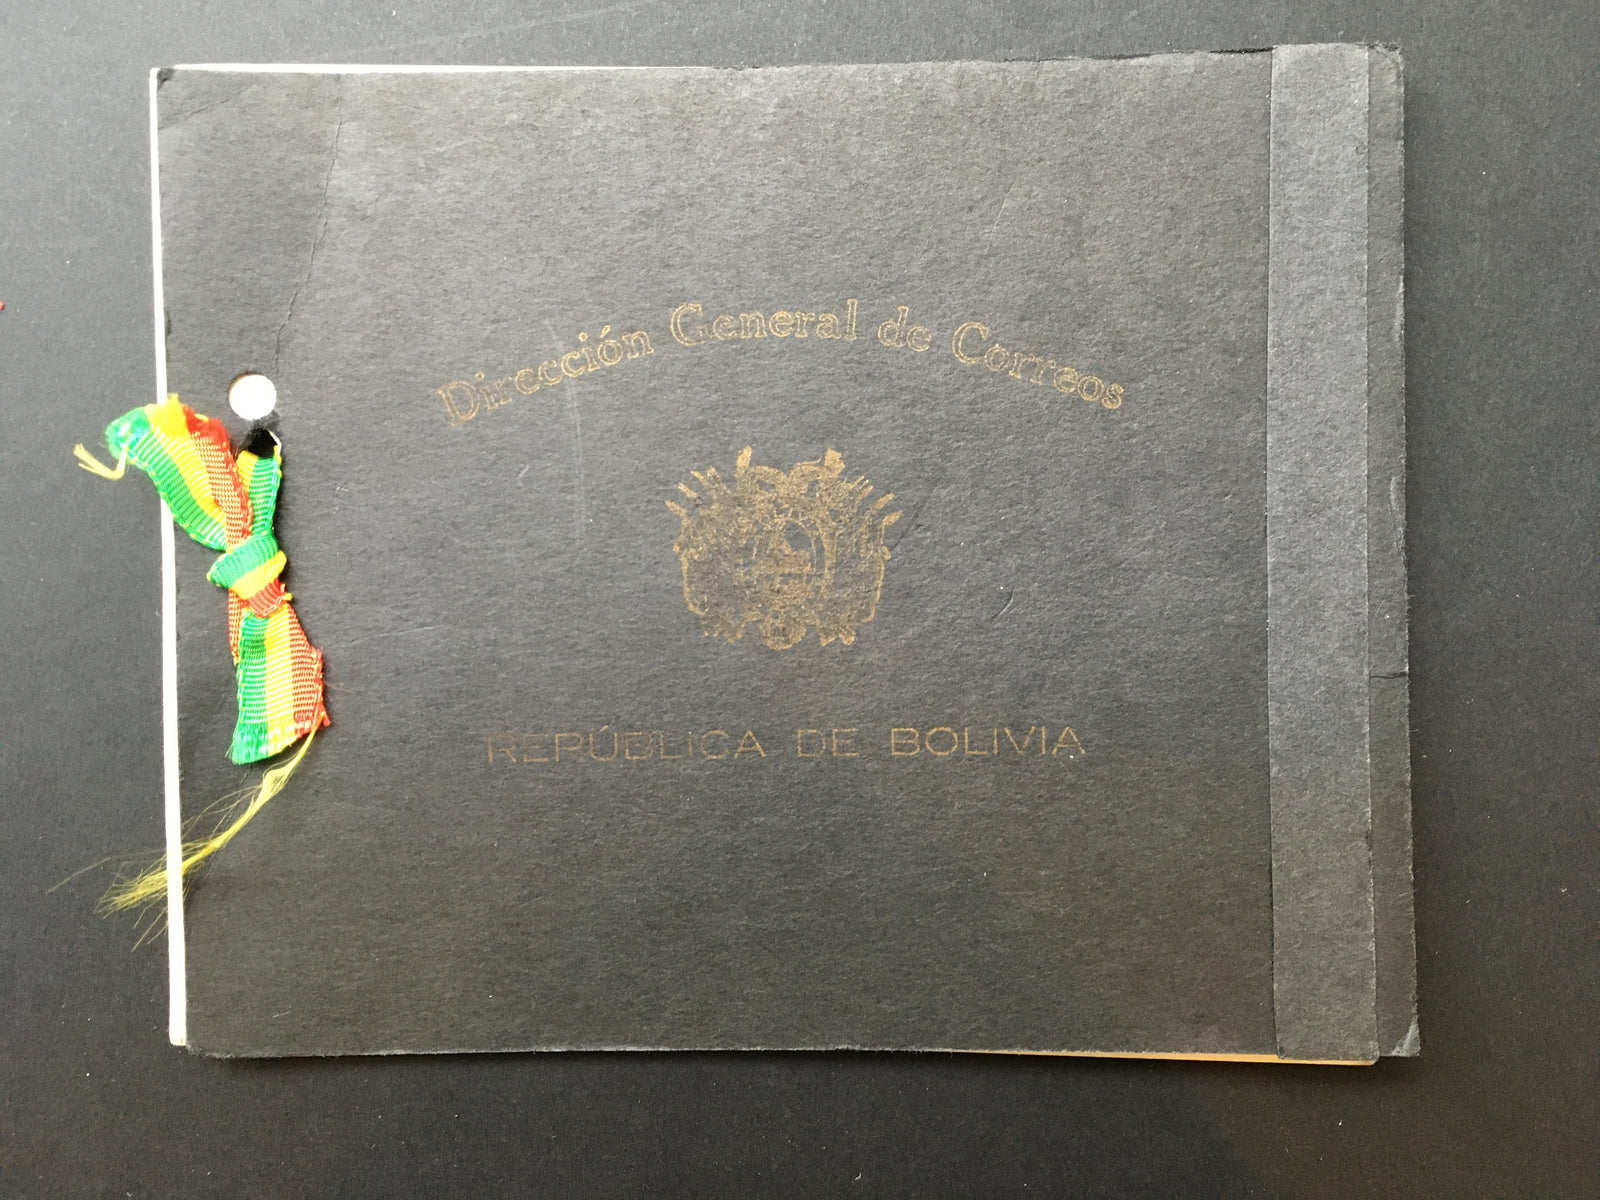 Dirección General de Correos
REPÚBLICA DE BOLIVIA